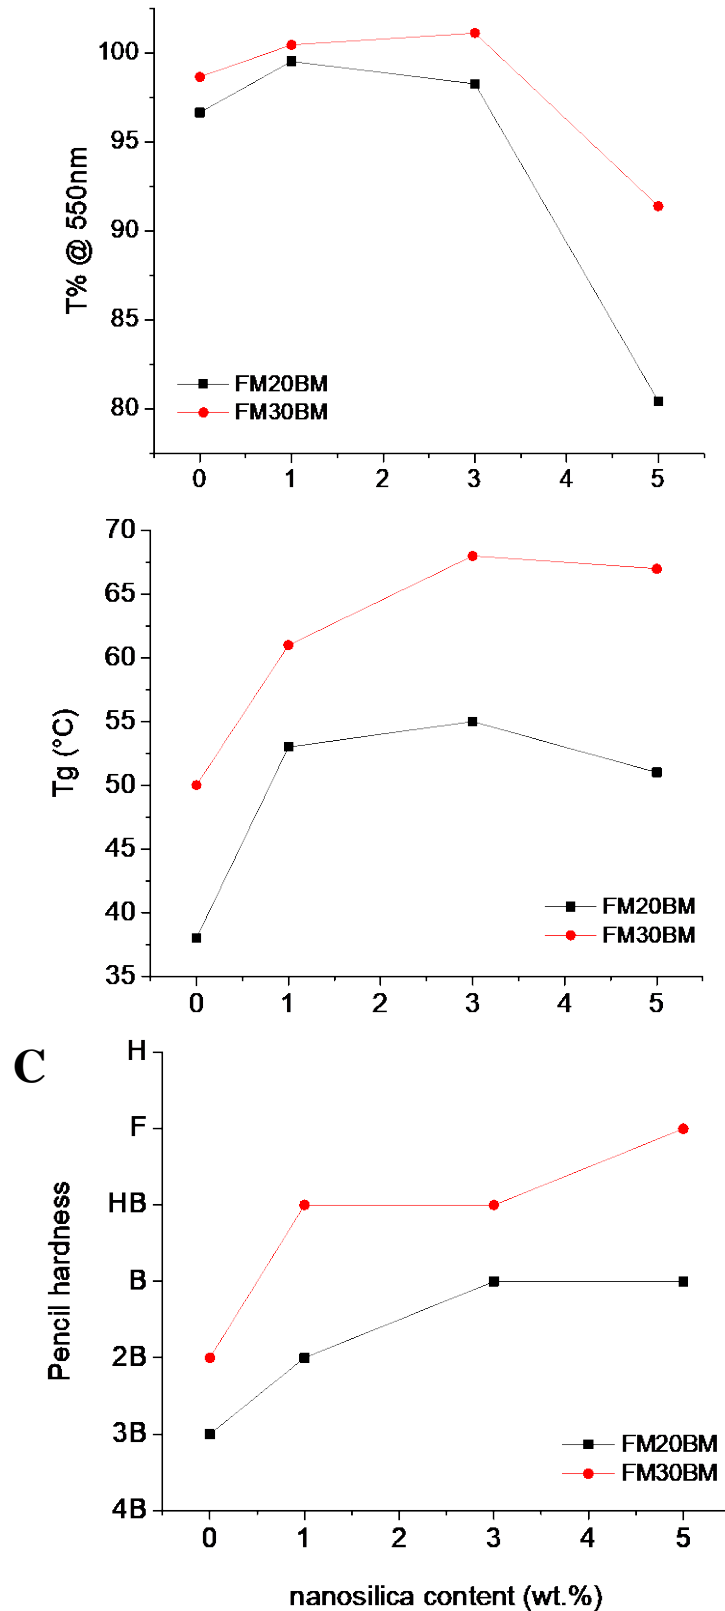 100
95
90
85
80
T% @ 550nm
FM20BM
FM30BM
0 1 2 3 4 5
70
65
60
55
50
45
40
35
Tg (°C)
FM20BM
FM30BM
0 1 2 3 4 5
C
H
F
HB
B
2B
3B
4B
Pencil hardness
FM20BM
FM30BM
0 1 2 3 4 5
nanosilica content (wt.%)